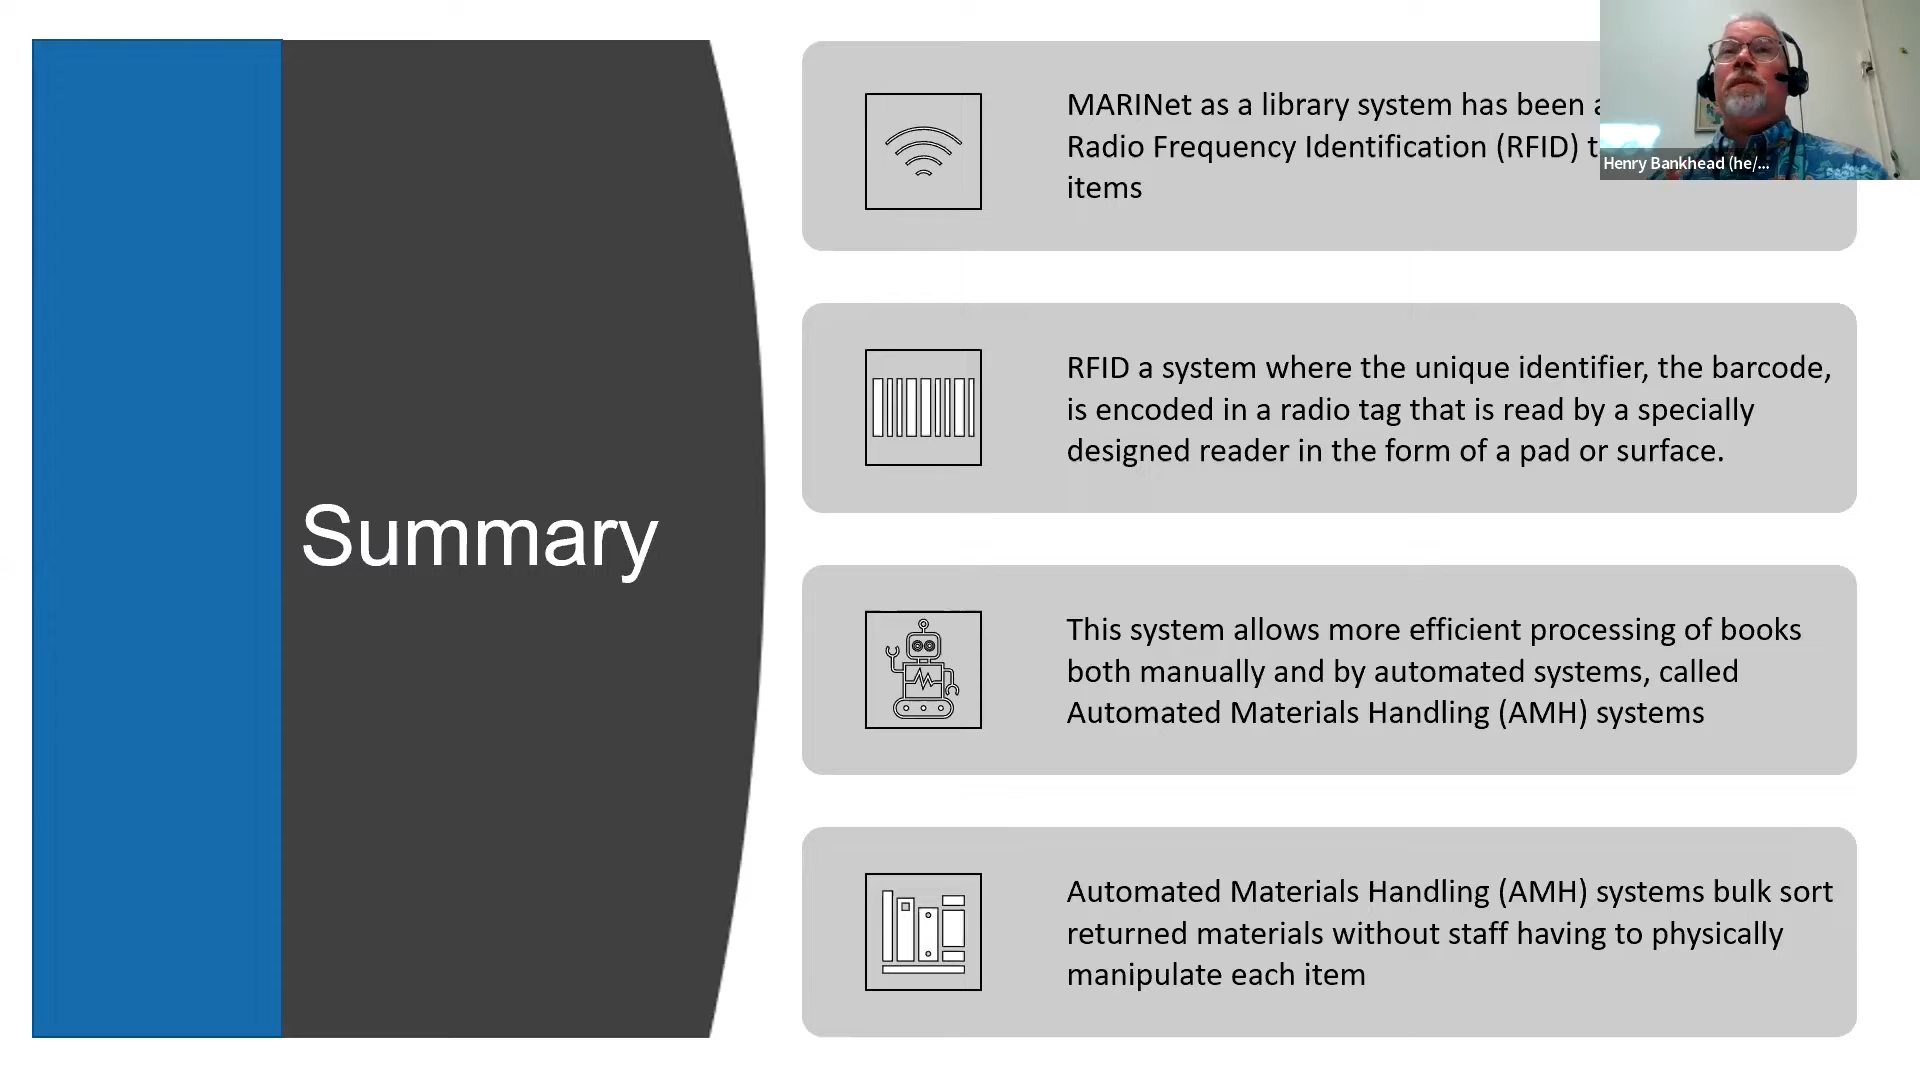 Summary
MARINet as a library system has been
Radio Frequency Identification (RFID)
items
Henry Bankhead (he/...
RFID a system where the unique identifier, the barcode,
is encoded in a radio tag that is read by a specially
designed reader in the form of a pad or surface.
This system allows more efficient processing of books
both manually and by automated systems, called
Automated Materials Handling (AMH) systems
Automated Materials Handling (AMH) systems bulk sort
returned materials without staff having to physically
manipulate each item